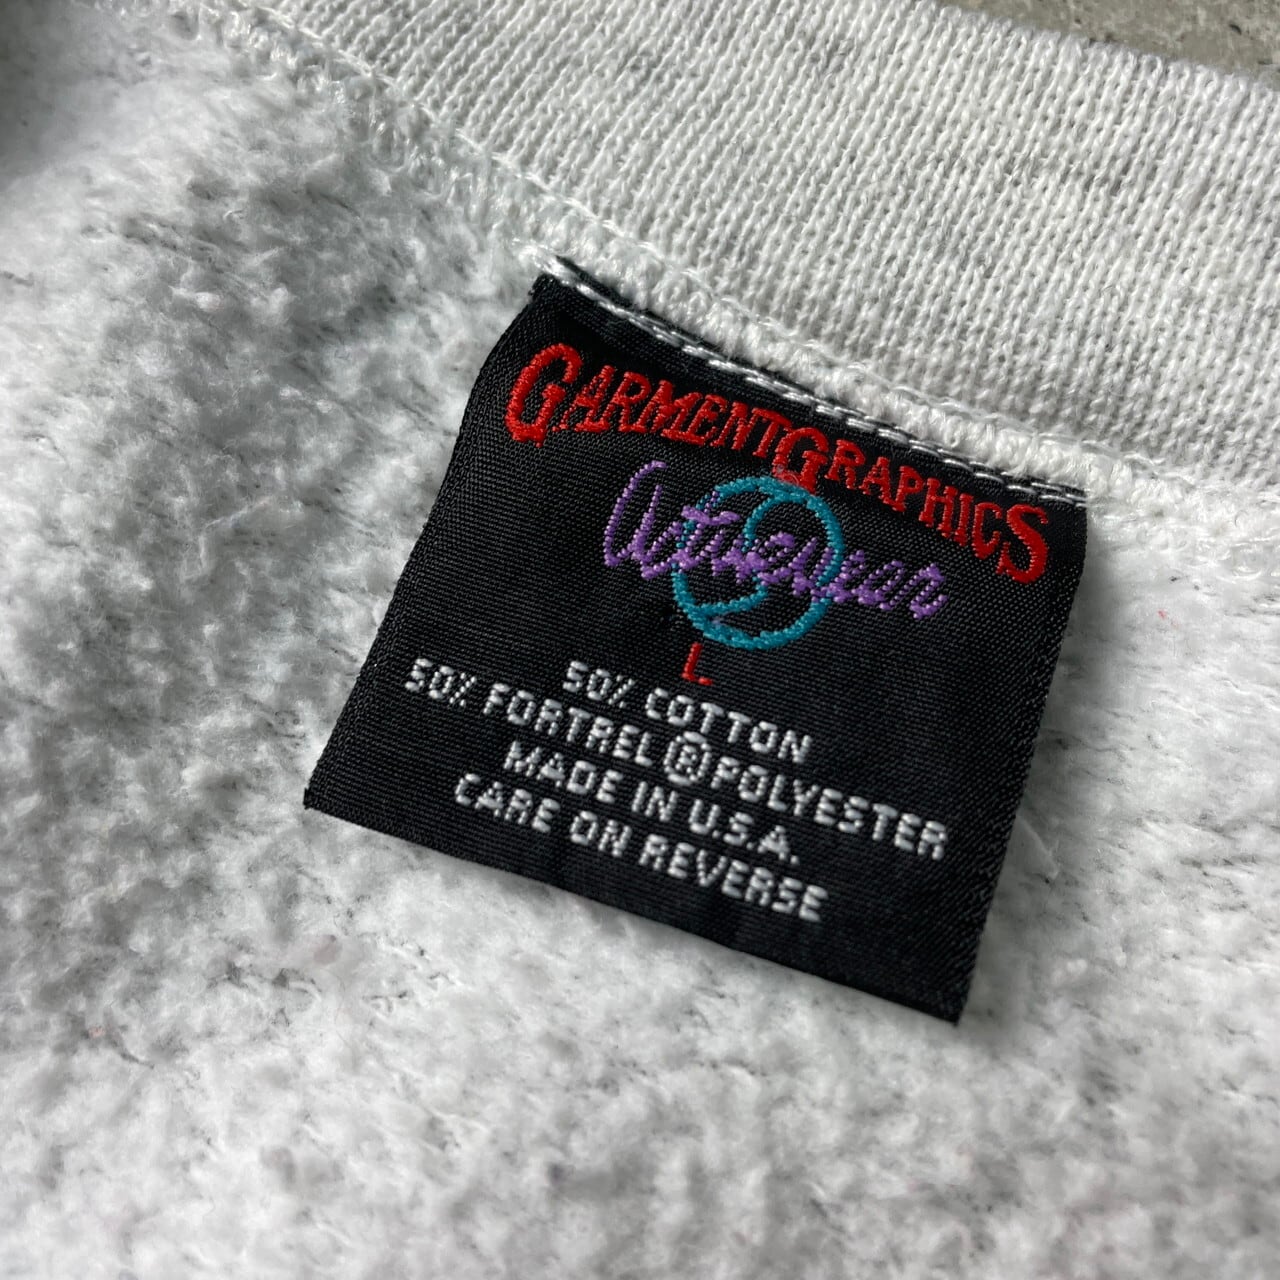 GARMENTGRAPHICS
Activewear
L
50% COTTON
50% FORTREL ® POLYESTER
MADE IN U.S.A.
CARE ON REVERSE